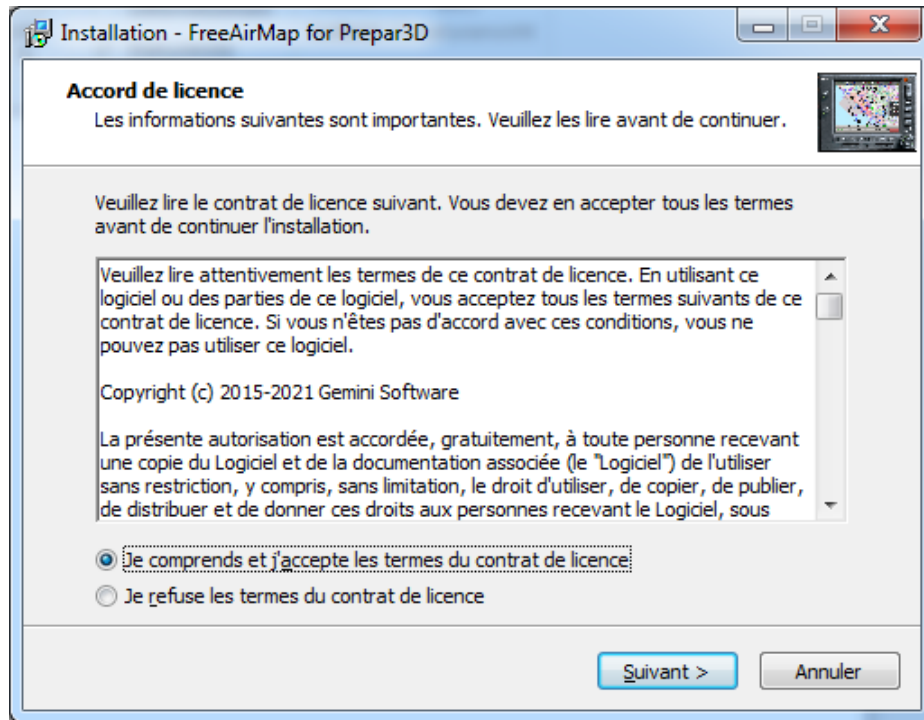 Installation - FreeAirMap for Prepar3D
Accord de licence
Les informations suivantes sont importantes. Veuillez les lire avant de continuer.
Veuillez lire le contrat de licence suivant. Vous devez en accepter tous les termes
avant de continuer l'installation.
Veuillez lire attentivement les termes de ce contrat de licence. En utilisant ce
logiciel ou des parties de ce logiciel, vous acceptez tous les termes suivants de ce
contrat de licence. Si vous n'êtes pas d'accord avec ces conditions, vous ne
pouvez pas utiliser ce logiciel.
Copyright (c) 2015-2021 Gemini Software
La présente autorisation est accordée, gratuitement, à toute personne recevant
une copie du Logiciel et de la documentation associée (le "Logiciel") de l'utiliser
sans restriction, y compris, sans limitation, le droit d'utiliser, de copier, de publier,
de distribuer et de donner ces droits aux personnes recevant le Logiciel, sous
Je comprends et j'accepte les termes du contrat de licence
Je refuse les termes du contrat de licence
Suivant >
Annuler